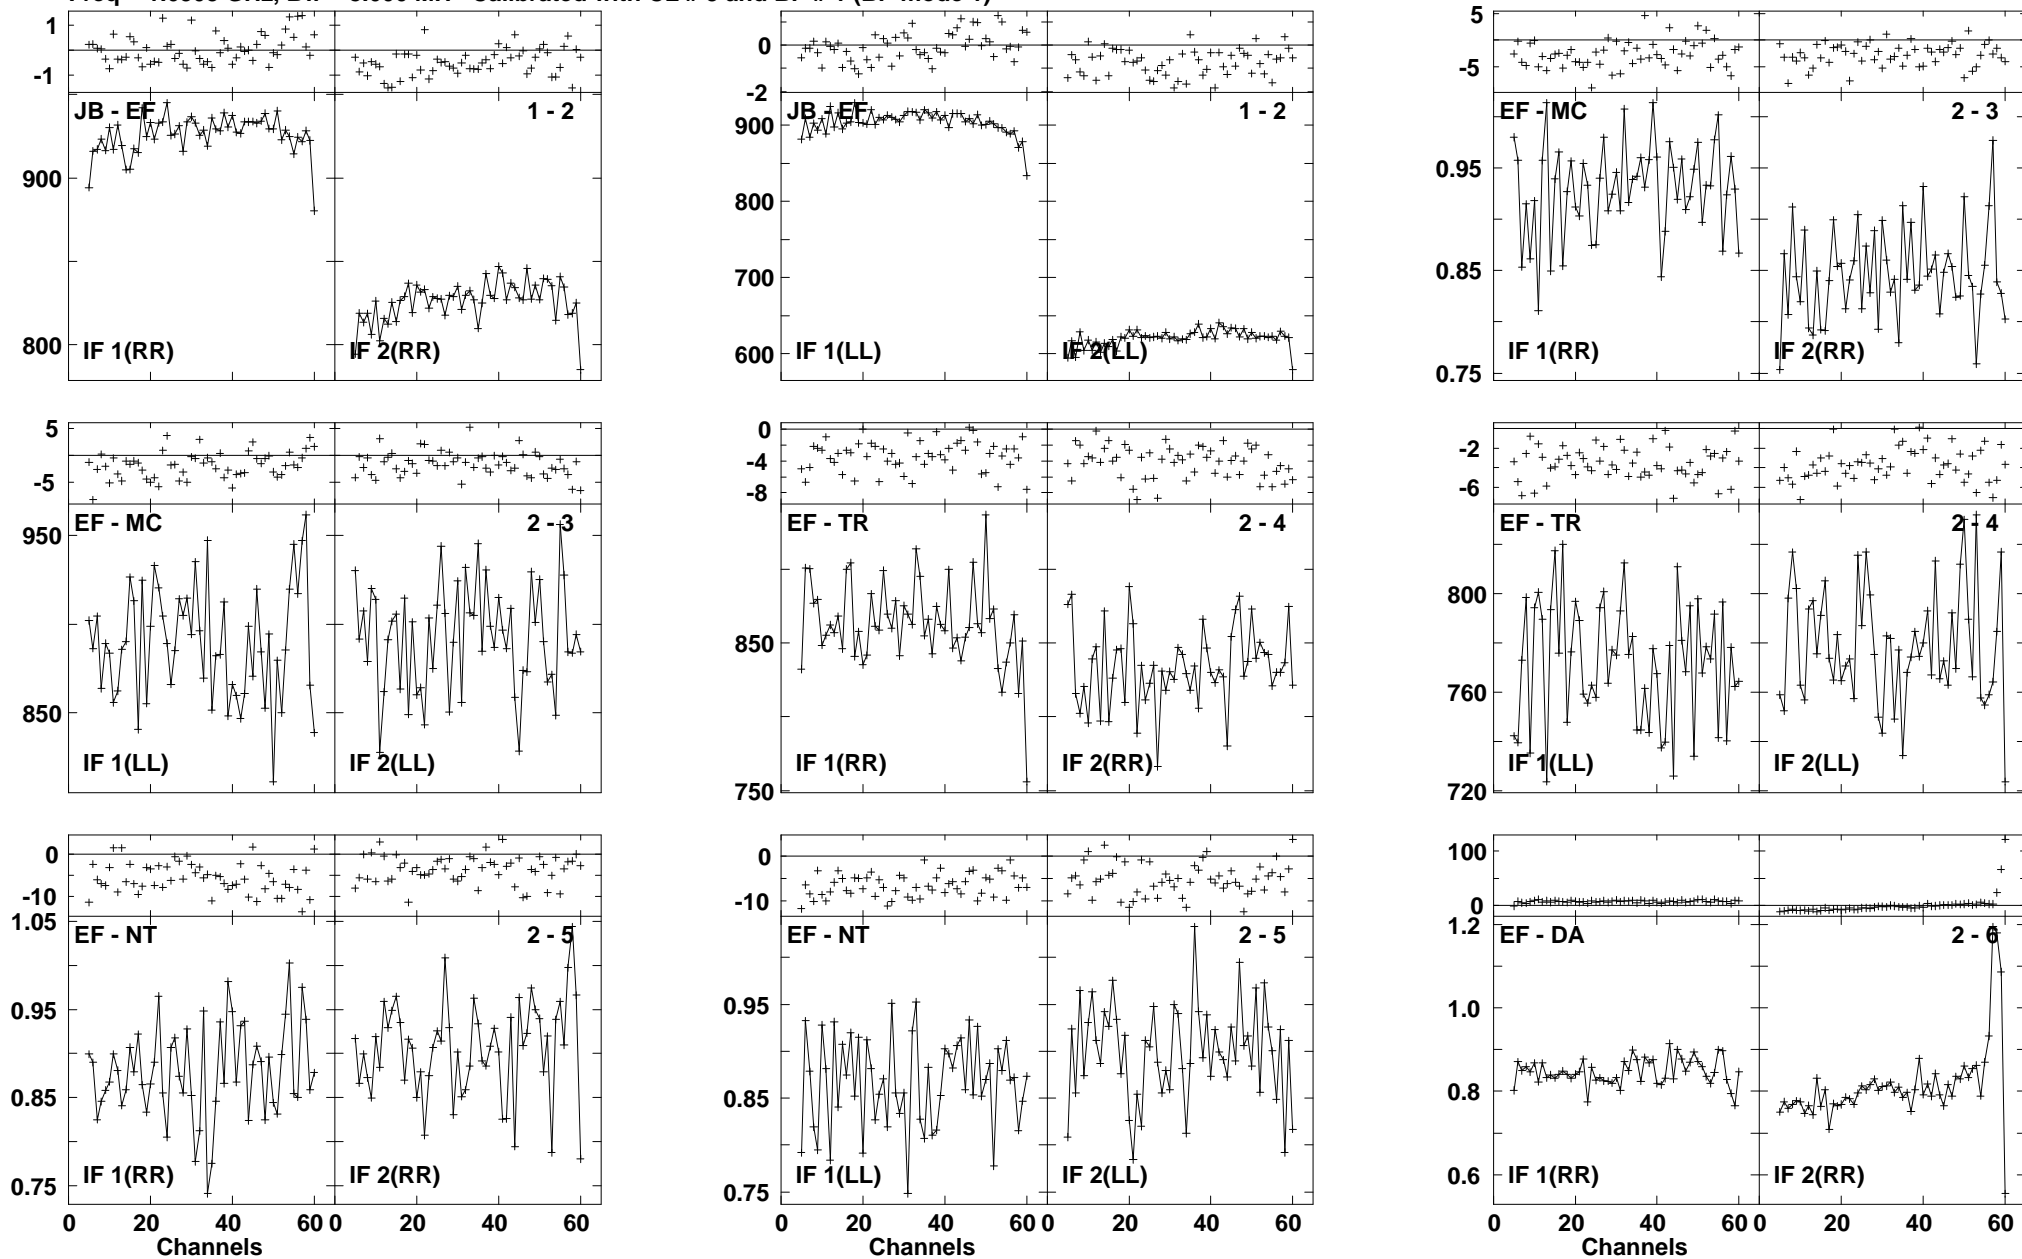 1
-1
JB - EF
1 - 2
900
800
IF 1(RR)
IF 2(RR)
0
-2
JB - EF
1 - 2
900
800
700
600
IF 1(LL)
IF 2(LL)
5
-5
EF - MC
2 - 3
0.95
0.85
0.75
IF 1(RR)
IF 2(RR)
5
-5
EF - MC
2 - 3
950
850
IF 1(LL)
IF 2(LL)
0
-4
-8
EF - TR
2 - 4
850
750
IF 1(RR)
IF 2(RR)
-2
-6
EF - TR
2 - 4
800
760
720
IF 1(LL)
IF 2(LL)
0
-10
1.05
EF - NT
2 - 5
0.95
0.85
0.75
IF 1(RR)
IF 2(RR)
0 20 40 60 0 20 40 60
Channels
0
-10
EF - NT
2 - 5
0.95
0.85
0.75
IF 1(LL)
IF 2(LL)
0 20 40 60 0 20 40 60
Channels
100
0
1.2
EF - DA
2 - 6
1.0
0.8
0.6
IF 1(RR)
IF 2(RR)
0 20 40 60 0 20 40 60
Channels